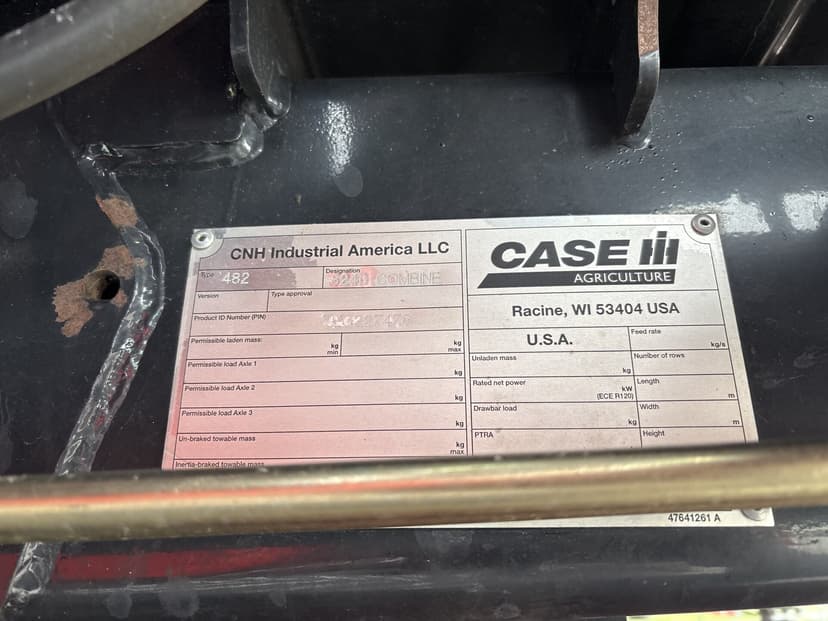 CNH Industrial America LLC
Type 482
Designation COMBINE
Version
Type approval
Product ID Number (PIN)
Permissible laden mass: kg min kg max
Permissible load Axle 1 kg
Permissible load Axle 2 kg
Permissible load Axle 3 kg
Un-braked towable mass kg max
Inertia-braked towable mass
CASE IH
AGRICULTURE
Racine, WI 53404 USA
U.S.A.
Feed rate kg/s
Unladen mass kg
Number of rows
Rated net power kW (ECE R120)
Length m
Drawbar load kg
Width m
PTRA
Height
47641261 A